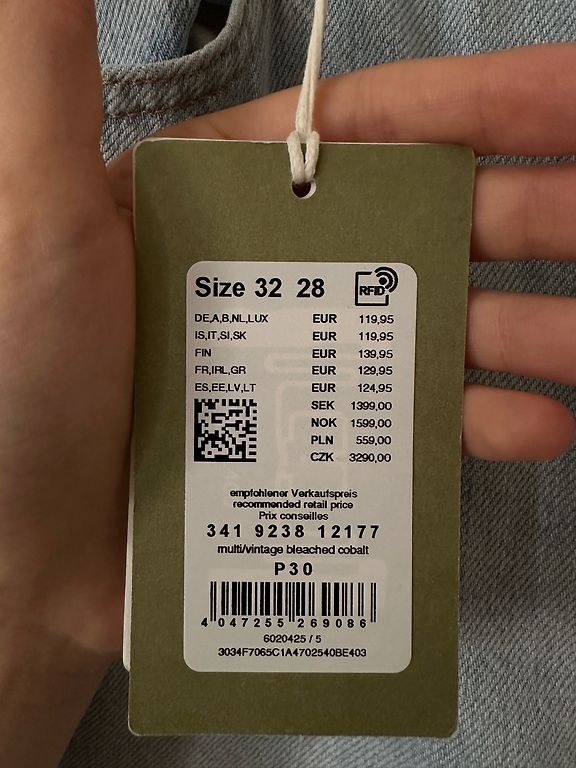 Size 32 28
RFID
DE,A,B,NL,LUX EUR 119,95
IS,IT,SI,SK EUR 119,95
FIN EUR 139,95
FR,IRL,GR EUR 129,95
ES,EE,LV,LT EUR 124,95
SEK 1399,00
NOK 1599,00
PLN 559,00
CZK 3290,00
empfohlener Verkaufspreis
recommended retail price
Prix conseilles
341 9238 12177
multi/vintage bleached cobalt
P30
4 047255 269086
6020425 / 5
3034F7065C1A4702540BE403